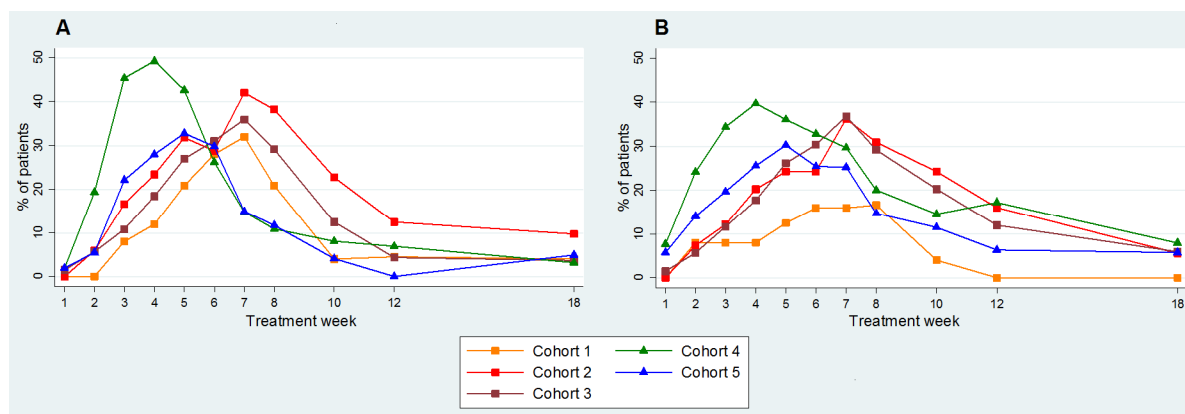 A
% of patients
50
40
30
20
10
0
1 2 3 4 5 6 7 8 10 12 18
Treatment week
B
% of patients
50
40
30
20
10
0
1 2 3 4 5 6 7 8 10 12 18
Treatment week
Cohort 1 Cohort 4
Cohort 2 Cohort 5
Cohort 3